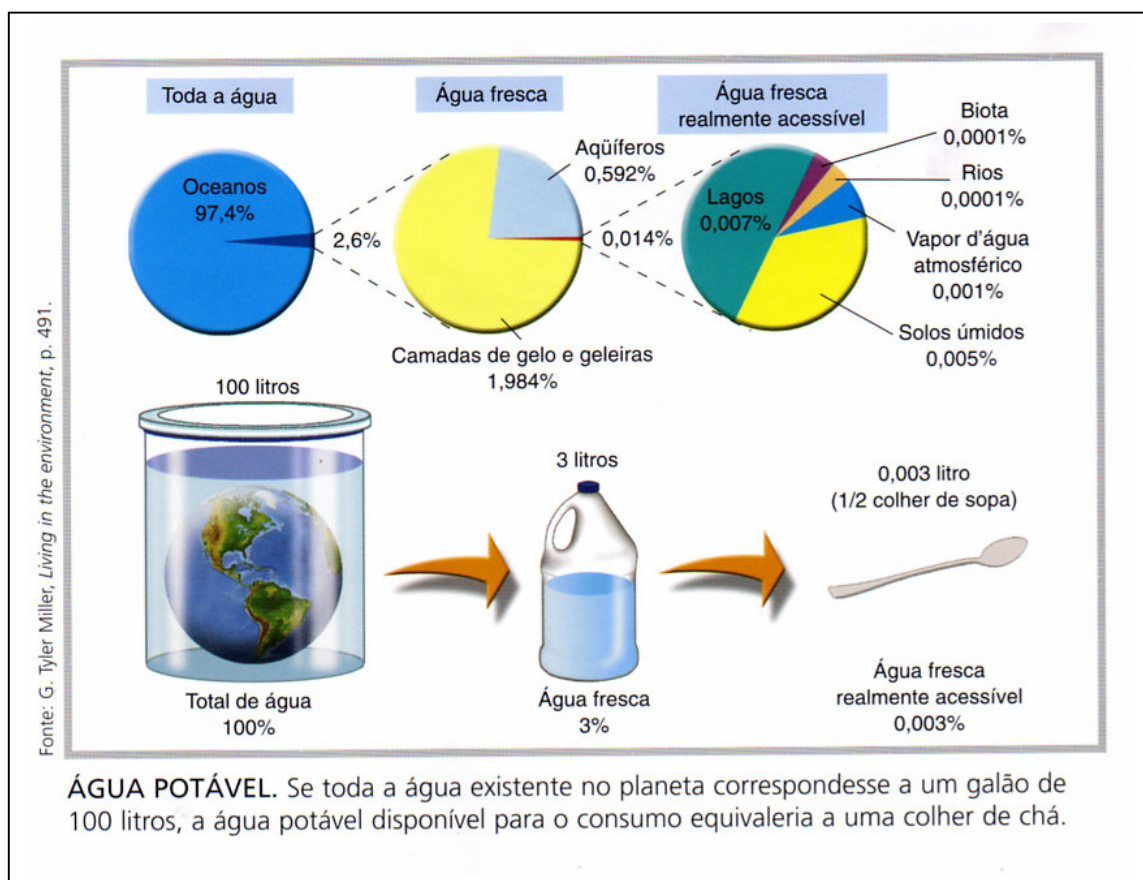 Toda a água
Oceanos
97,4%
2,6%
Água fresca
Aqüíferos
0,592%
0,014%
Camadas de gelo e geleiras
1,984%
Água fresca
realmente acessível
Lagos
0,007%
Biota
0,0001%
Rios
0,0001%
Vapor d’água
atmosférico
0,001%
Solos úmidos
0,005%
100 litros
Total de água
100%
3 litros
Água fresca
3%
0,003 litro
(1/2 colher de sopa)
Água fresca
realmente acessível
0,003%
Fonte: G. Tyler Miller, Living in the environment, p. 491.
ÁGUA POTÁVEL. Se toda a água existente no planeta correspondesse a um galão de
100 litros, a água potável disponível para o consumo equivaleria a uma colher de chá.